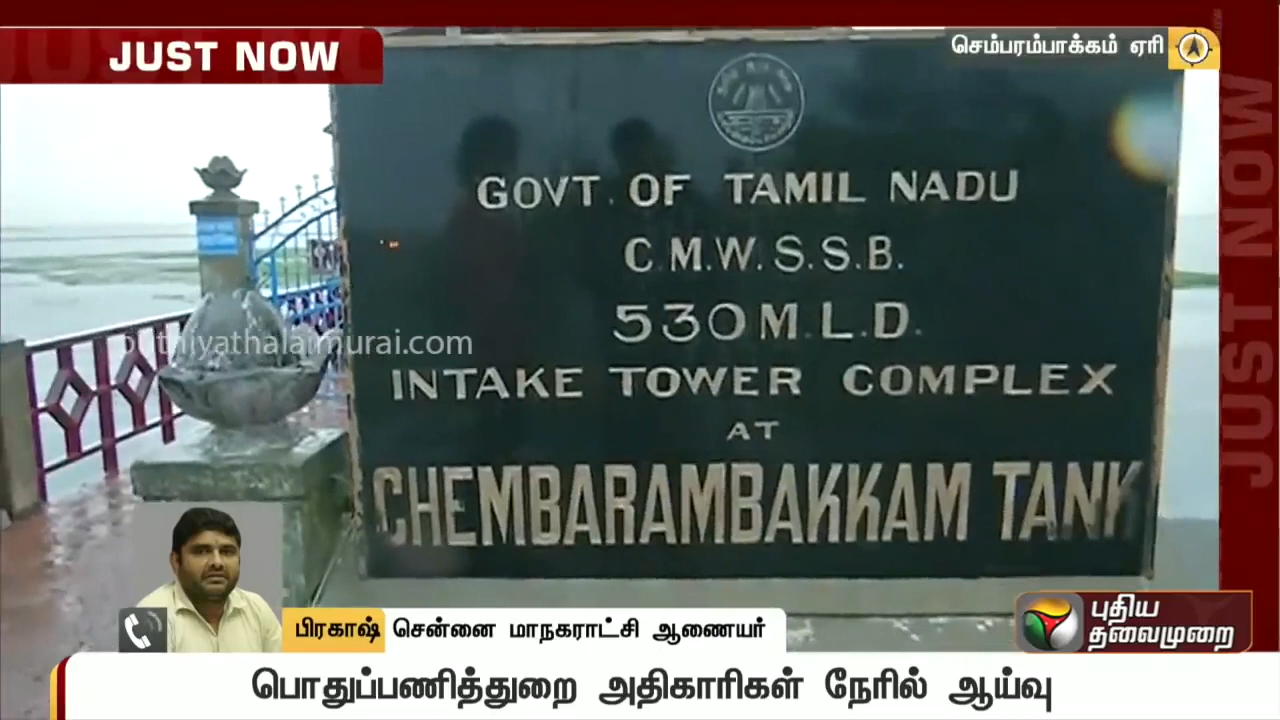 JUST NOW
செம்பரம்பாக்கம் ஏரி
GOVT. OF TAMIL NADU
C.M.W.S.S.B.
530 M.L.D.
INTAKE TOWER COMPLEX
AT
CHEMBARAMBAKKAM TANK
puthiyathalaimurai.com
JUST NOW
பிரகாஷ் சென்னை மாநகராட்சி ஆணையர்
புதிய
தலைமுறை
பொதுப்பணித்துறை அதிகாரிகள் நேரில் ஆய்வு